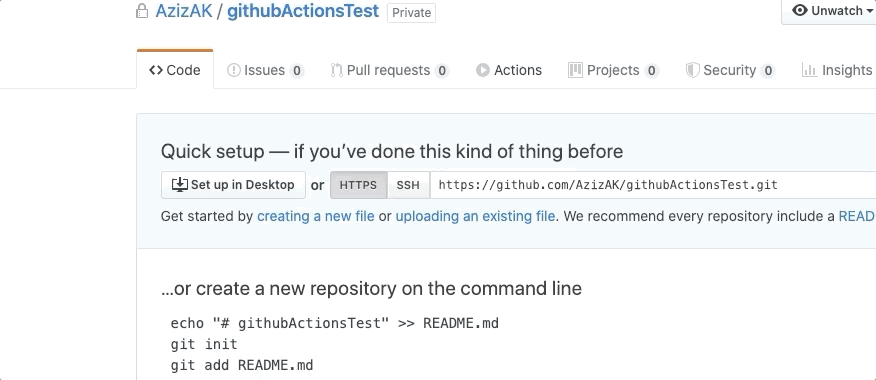 AzizAK / githubActionsTest Private Unwatch
Code Issues 0 Pull requests 0 Actions Projects 0 Security 0 Insights
Quick setup — if you’ve done this kind of thing before
Set up in Desktop or HTTPS SSH https://github.com/AzizAK/githubActionsTest.git
Get started by creating a new file or uploading an existing file. We recommend every repository include a READ
...or create a new repository on the command line
echo "# githubActionsTest" >> README.md
git init
git add README.md